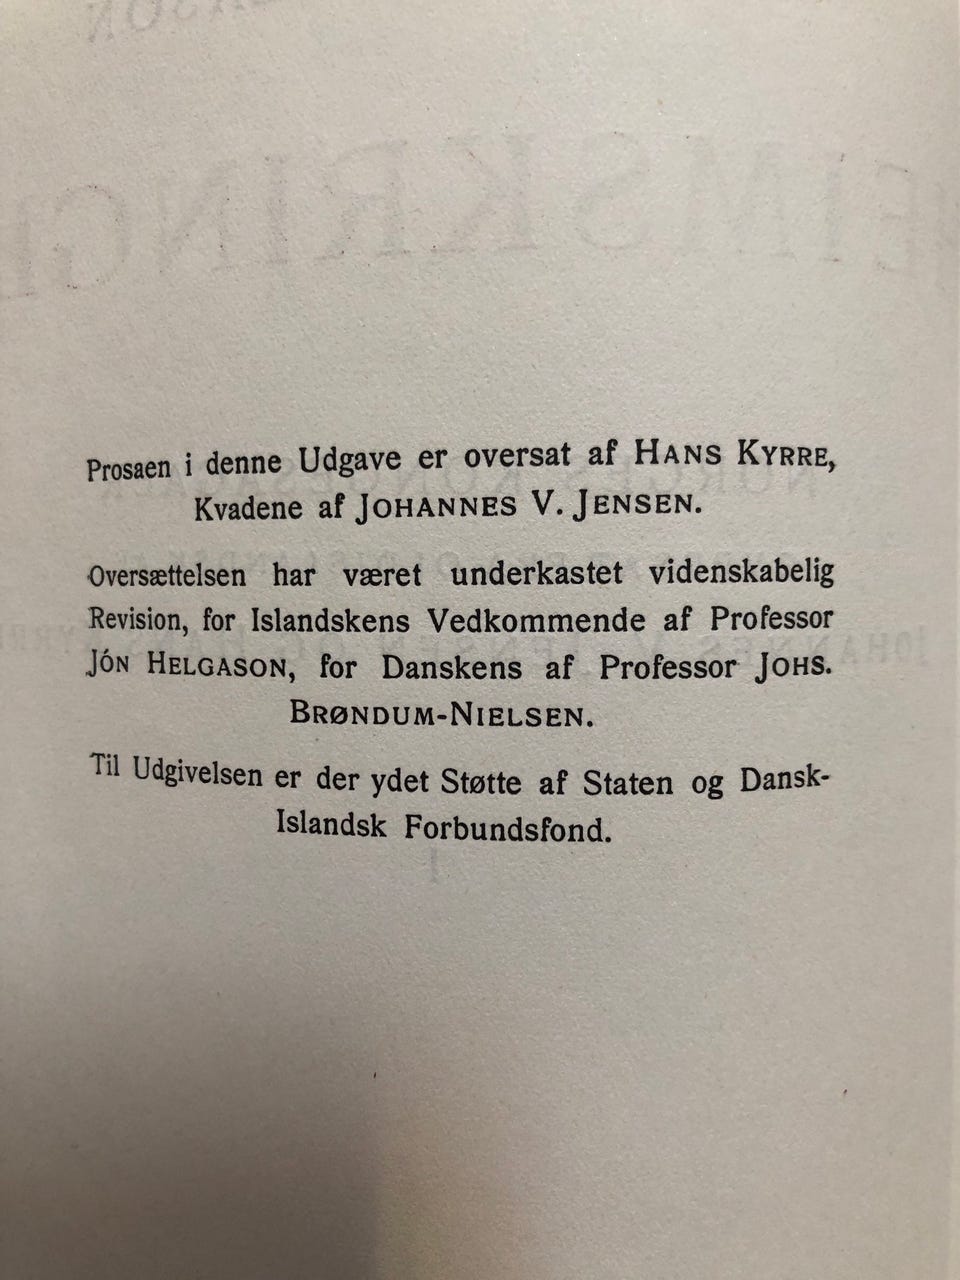 Prosaen i denne Udgave er oversat af HANS KYRRE,
Kvadene af JOHANNES V. JENSEN.
Oversættelsen har været underkastet videnskabelig
Revision, for Islandskens Vedkommende af Professor
JÓN HELGASON, for Danskens af Professor JOHS.
BRØNDUM-NIELSEN.
Til Udgivelsen er der ydet Støtte af Staten og Dansk-
Islandsk Forbundsfond.